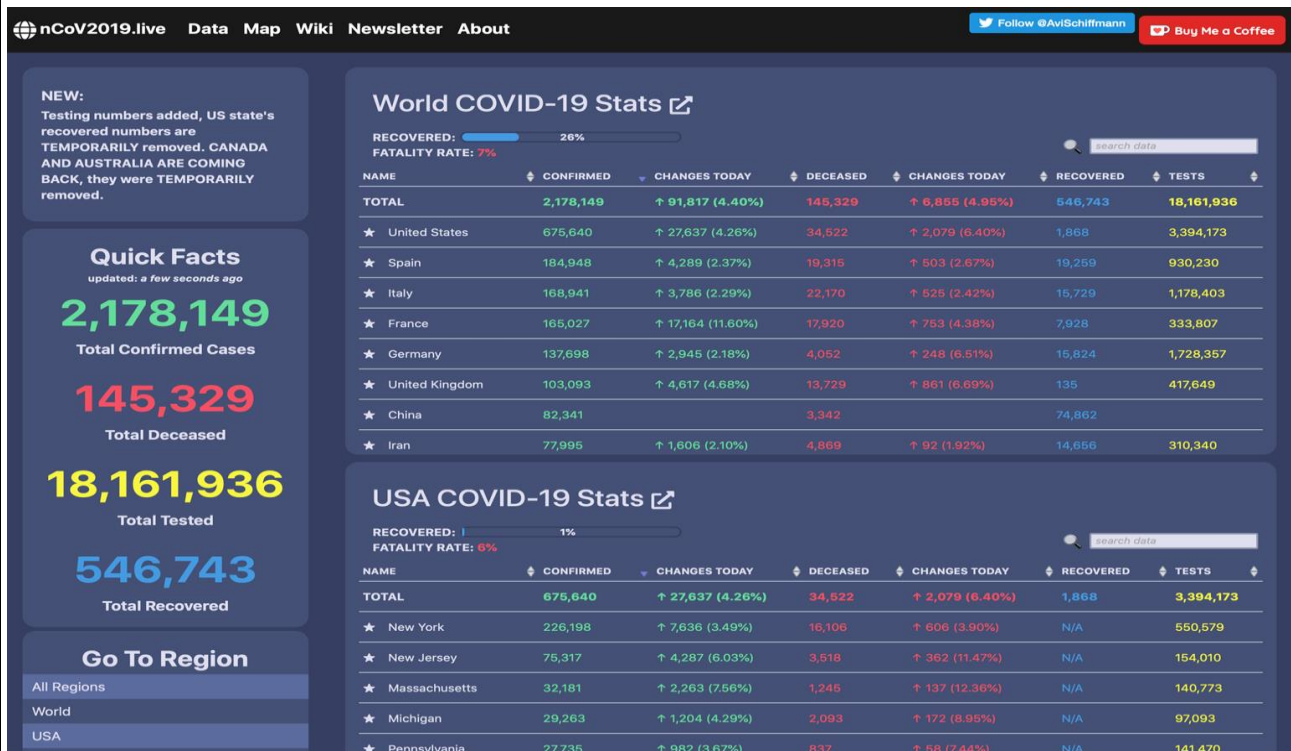 nCoV2019.live Data Map Wiki Newsletter About
Follow @AviSchiffmann
Buy Me a Coffee
NEW:
Testing numbers added, US state's
recovered numbers are
TEMPORARILY removed. CANADA
AND AUSTRALIA ARE COMING
BACK, they were TEMPORARILY
removed.
Quick Facts
updated: a few seconds ago
2,178,149
Total Confirmed Cases
145,329
Total Deceased
18,161,936
Total Tested
546,743
Total Recovered
Go To Region
All Regions
World
USA
World COVID-19 Stats
RECOVERED: 26%
FATALITY RATE: 7%
search data
NAME CONFIRMED CHANGES TODAY DECEASED CHANGES TODAY RECOVERED TESTS
TOTAL 2,178,149 ↑ 91,817 (4.40%) 145,329 ↑ 6,855 (4.95%) 546,743 18,161,936
★ United States 675,640 ↑ 27,637 (4.26%) 34,522 ↑ 2,079 (6.40%) 1,868 3,394,173
★ Spain 184,948 ↑ 4,289 (2.37%) 19,315 ↑ 503 (2.67%) 19,259 930,230
★ Italy 168,941 ↑ 3,786 (2.29%) 22,170 ↑ 525 (2.42%) 15,729 1,178,403
★ France 165,027 ↑ 17,164 (11.60%) 17,920 ↑ 753 (4.38%) 7,928 333,807
★ Germany 137,698 ↑ 2,945 (2.18%) 4,052 ↑ 248 (6.51%) 15,824 1,728,357
★ United Kingdom 103,093 ↑ 4,617 (4.68%) 13,729 ↑ 861 (6.69%) 135 417,649
★ China 82,341 3,342 74,862
★ Iran 77,995 ↑ 1,606 (2.10%) 4,869 ↑ 92 (1.92%) 14,656 310,340
USA COVID-19 Stats
RECOVERED: 1%
FATALITY RATE: 6%
search data
NAME CONFIRMED CHANGES TODAY DECEASED CHANGES TODAY RECOVERED TESTS
TOTAL 675,640 ↑ 27,637 (4.26%) 34,522 ↑ 2,079 (6.40%) 1,868 3,394,173
★ New York 226,198 ↑ 7,636 (3.49%) 16,106 ↑ 606 (3.90%) N/A 550,579
★ New Jersey 75,317 ↑ 4,287 (6.03%) 3,518 ↑ 362 (11.47%) N/A 154,010
★ Massachusetts 32,181 ↑ 2,263 (7.56%) 1,245 ↑ 137 (12.36%) N/A 140,773
★ Michigan 29,263 ↑ 1,204 (4.29%) 2,093 ↑ 172 (8.95%) N/A 97,093
★ Pennsylvania 27,735 ↑ 982 (3.67%) 837 ↑ 58 (7.44%) N/A 141,470